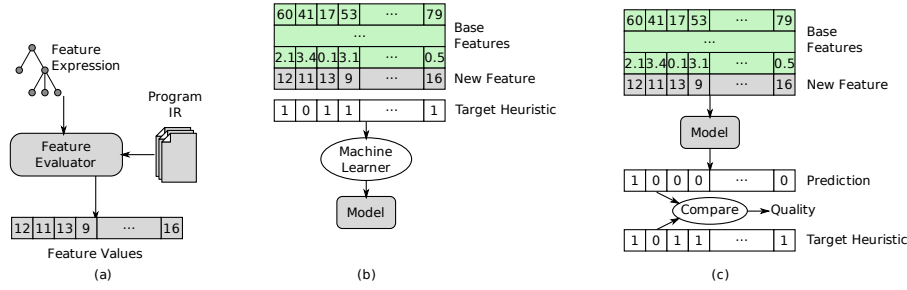 Feature
Expression
Program
IR
Feature
Evaluator
12 11 13 9 ... 16
Feature Values
(a)
60 41 17 53 ... 79
...
2.1 3.4 0.1 3.1 0.5
Base
Features
12 11 13 9 ... 16
New Feature
1 0 1 1 ... 1
Target Heuristic
Machine
Learner
Model
(b)
60 41 17 53 ... 79
...
2.1 3.4 0.1 3.1 0.5
Base
Features
12 11 13 9 ... 16
New Feature
Model
1 0 0 0 ... 0
Prediction
Compare
Quality
1 0 1 1 ... 1
Target Heuristic
(c)